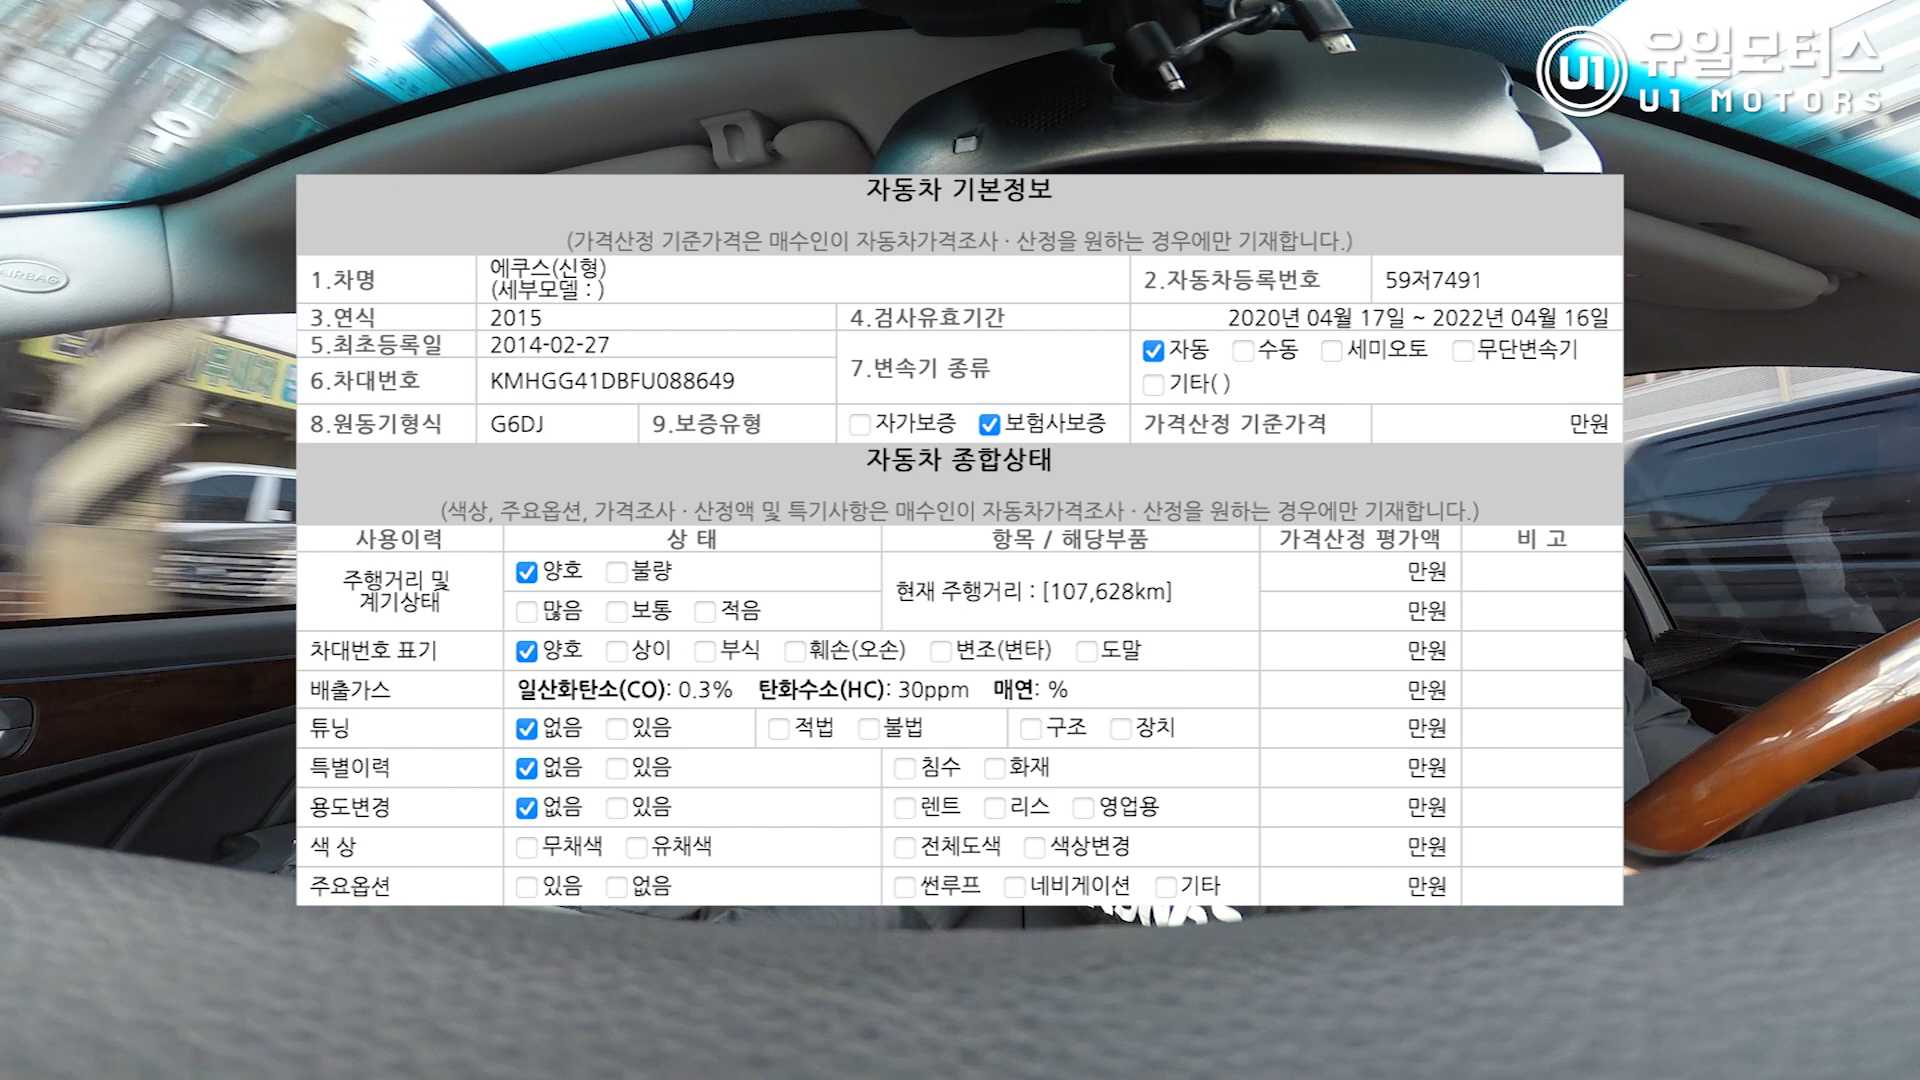 유일모터스
U1 MOTORS
U1
우
AIRBAG
자동차 기본정보
(가격산정 기준가격은 매수인이 자동차가격조사 · 산정을 원하는 경우에만 기재합니다.)
1.차명 에쿠스(신형) (세부모델 : ) 2.자동차등록번호 59저7491
3.연식 2015 4.검사유효기간 2020년 04월 17일 ~ 2022년 04월 16일
5.최초등록일 2014-02-27 7.변속기 종류 자동 수동 세미오토 무단변속기
6.차대번호 KMHGG41DBFU088649 기타( )
8.원동기형식 G6DJ 9.보증유형 자가보증 보험사보증 가격산정 기준가격 만원
자동차 종합상태
(색상, 주요옵션, 가격조사 · 산정액 및 특기사항은 매수인이 자동차가격조사 · 산정을 원하는 경우에만 기재합니다.)
사용이력 상 태 항목 / 해당부품 가격산정 평가액 비 고
주행거리 및 계기상태 양호 불량 현재 주행거리 : [107,628km] 만원
많음 보통 적음 만원
차대번호 표기 양호 상이 부식 훼손(오손) 변조(변타) 도말 만원
배출가스 일산화탄소(CO): 0.3% 탄화수소(HC): 30ppm 매연: % 만원
튜닝 없음 있음 적법 불법 구조 장치 만원
특별이력 없음 있음 침수 화재 만원
용도변경 없음 있음 렌트 리스 영업용 만원
색 상 무채색 유채색 전체도색 색상변경 만원
주요옵션 있음 없음 썬루프 네비게이션 기타 만원